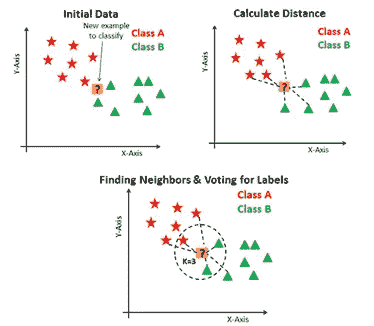 Initial Data
New example
to classify
Class A
Class B
?
Y-Axis
X-Axis
Calculate Distance
Class A
Class B
?
Y-Axis
X-Axis
Finding Neighbors & Voting for Labels
Class A
Class B
?
K=3
Y-Axis
X-Axis